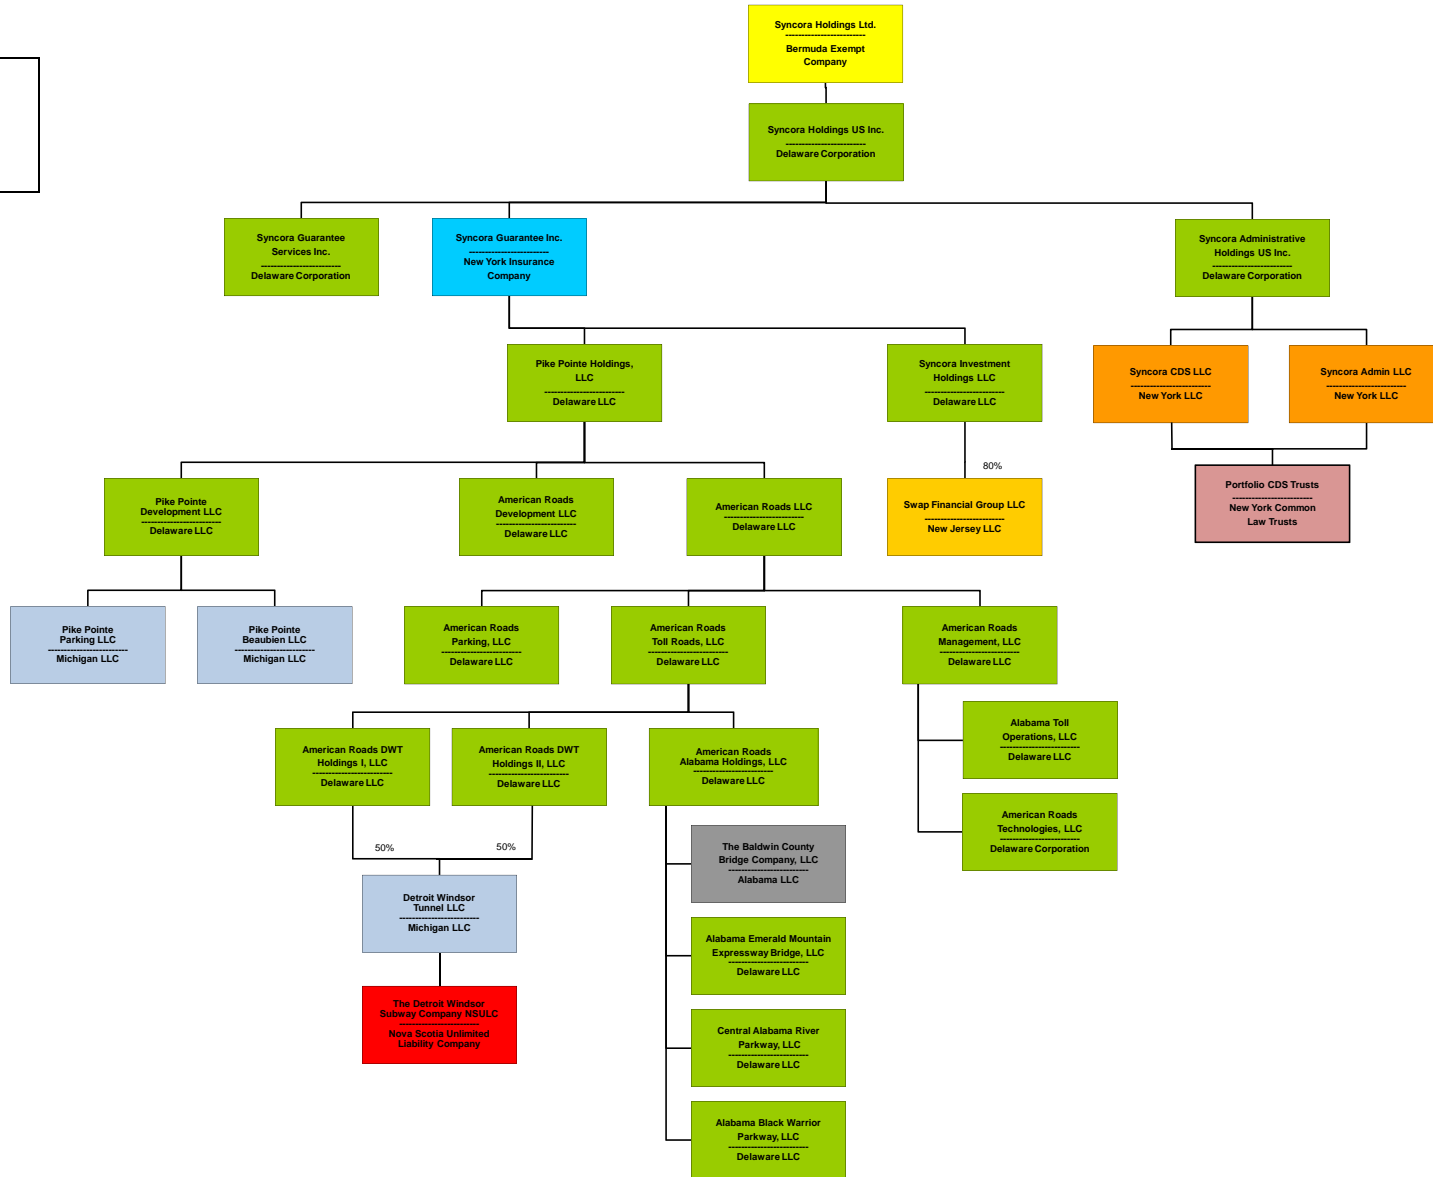 Syncora Holdings Ltd.
-------------------------
Bermuda Exempt
Company
Syncora Holdings US Inc.
-------------------------
Delaware Corporation
Syncora Guarantee
Services Inc.
-------------------------
Delaware Corporation
Syncora Guarantee Inc.
-------------------------
New York Insurance
Company
Syncora Administrative
Holdings US Inc.
-------------------------
Delaware Corporation
Pike Pointe Holdings,
LLC
-------------------------
Delaware LLC
Syncora Investment
Holdings LLC
-------------------------
Delaware LLC
Syncora CDS LLC
-------------------------
New York LLC
Syncora Admin LLC
-------------------------
New York LLC
80%
Pike Pointe
Development LLC
-------------------------
Delaware LLC
American Roads
Development LLC
-------------------------
Delaware LLC
American Roads LLC
-------------------------
Delaware LLC
Swap Financial Group LLC
-------------------------
New Jersey LLC
Portfolio CDS Trusts
-------------------------
New York Common
Law Trusts
Pike Pointe
Parking LLC
-------------------------
Michigan LLC
Pike Pointe
Beaubien LLC
-------------------------
Michigan LLC
American Roads
Parking, LLC
-------------------------
Delaware LLC
American Roads
Toll Roads, LLC
-------------------------
Delaware LLC
American Roads
Management, LLC
-------------------------
Delaware LLC
American Roads DWT
Holdings I, LLC
-------------------------
Delaware LLC
American Roads DWT
Holdings II, LLC
-------------------------
Delaware LLC
American Roads
Alabama Holdings, LLC
-------------------------
Delaware LLC
Alabama Toll
Operations, LLC
-------------------------
Delaware LLC
American Roads
Technologies, LLC
-------------------------
Delaware Corporation
50%
50%
The Baldwin County
Bridge Company, LLC
-------------------------
Alabama LLC
Detroit Windsor
Tunnel LLC
-------------------------
Michigan LLC
Alabama Emerald Mountain
Expressway Bridge, LLC
-------------------------
Delaware LLC
The Detroit Windsor
Subway Company NSULC
-------------------------
Nova Scotia Unlimited
Liability Company
Central Alabama River
Parkway, LLC
-------------------------
Delaware LLC
Alabama Black Warrior
Parkway, LLC
-------------------------
Delaware LLC